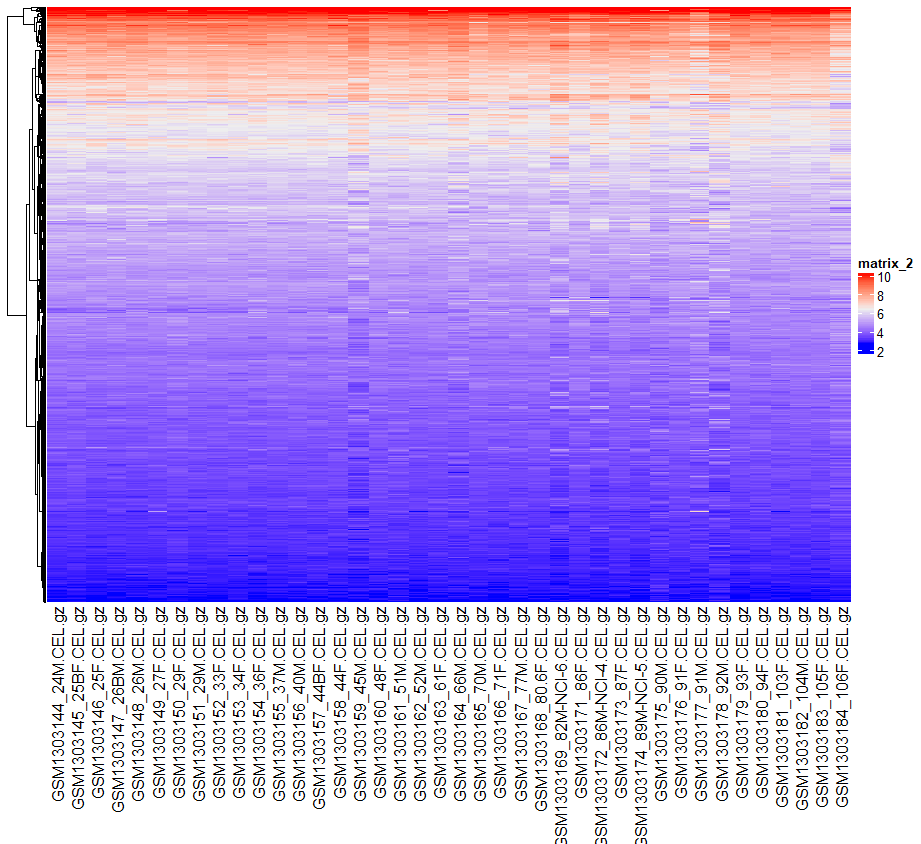 matrix_2
10
8
6
4
2
GSM1303144_24M.CEL.gz
GSM1303145_25BF.CEL.gz
GSM1303146_25F.CEL.gz
GSM1303147_26BM.CEL.gz
GSM1303148_26M.CEL.gz
GSM1303149_27F.CEL.gz
GSM1303150_29F.CEL.gz
GSM1303151_29M.CEL.gz
GSM1303152_33F.CEL.gz
GSM1303153_34F.CEL.gz
GSM1303154_36F.CEL.gz
GSM1303155_37M.CEL.gz
GSM1303156_40M.CEL.gz
GSM1303157_44BF.CEL.gz
GSM1303158_44F.CEL.gz
GSM1303159_45M.CEL.gz
GSM1303160_48F.CEL.gz
GSM1303161_51M.CEL.gz
GSM1303162_52M.CEL.gz
GSM1303163_61F.CEL.gz
GSM1303164_66M.CEL.gz
GSM1303165_70M.CEL.gz
GSM1303166_71F.CEL.gz
GSM1303167_77M.CEL.gz
GSM1303168_80.6F.CEL.gz
GSM1303169_82M-NCI-6.CEL.gz
GSM1303171_86F.CEL.gz
GSM1303172_86M-NCI-4.CEL.gz
GSM1303173_87F.CEL.gz
GSM1303174_89M-NCI-5.CEL.gz
GSM1303175_90M.CEL.gz
GSM1303176_91F.CEL.gz
GSM1303177_91M.CEL.gz
GSM1303178_92M.CEL.gz
GSM1303179_93F.CEL.gz
GSM1303180_94F.CEL.gz
GSM1303181_103F.CEL.gz
GSM1303182_104M.CEL.gz
GSM1303183_105F.CEL.gz
GSM1303184_106F.CEL.gz